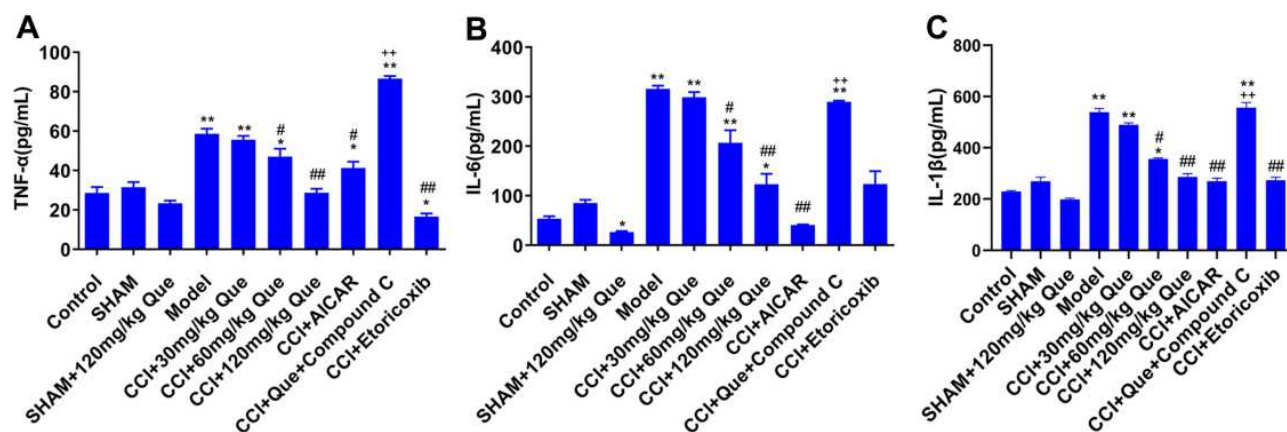 A
TNF-α(pg/mL)
100
80
60
40
20
0
**
**
#
*
##
#
*
++
**
##
*
Control
SHAM
SHAM+120mg/kg Que
Model
CCI+30mg/kg Que
CCI+60mg/kg Que
CCI+120mg/kg Que
CCI+AICAR
CCI+Que+Compound C
CCI+Etoricoxib
B
IL-6(pg/mL)
400
300
200
100
0
*
**
**
#
**
##
*
##
++
**
Control
SHAM
SHAM+120mg/kg Que
Model
CCI+30mg/kg Que
CCI+60mg/kg Que
CCI+120mg/kg Que
CCI+AICAR
CCI+Que+Compound C
CCI+Etoricoxib
C
IL-1β(pg/mL)
800
600
400
200
0
**
**
#
*
##
##
**
++
##
Control
SHAM
SHAM+120mg/kg Que
Model
CCI+30mg/kg Que
CCI+60mg/kg Que
CCI+120mg/kg Que
CCI+AICAR
CCI+Que+Compound C
CCI+Etoricoxib